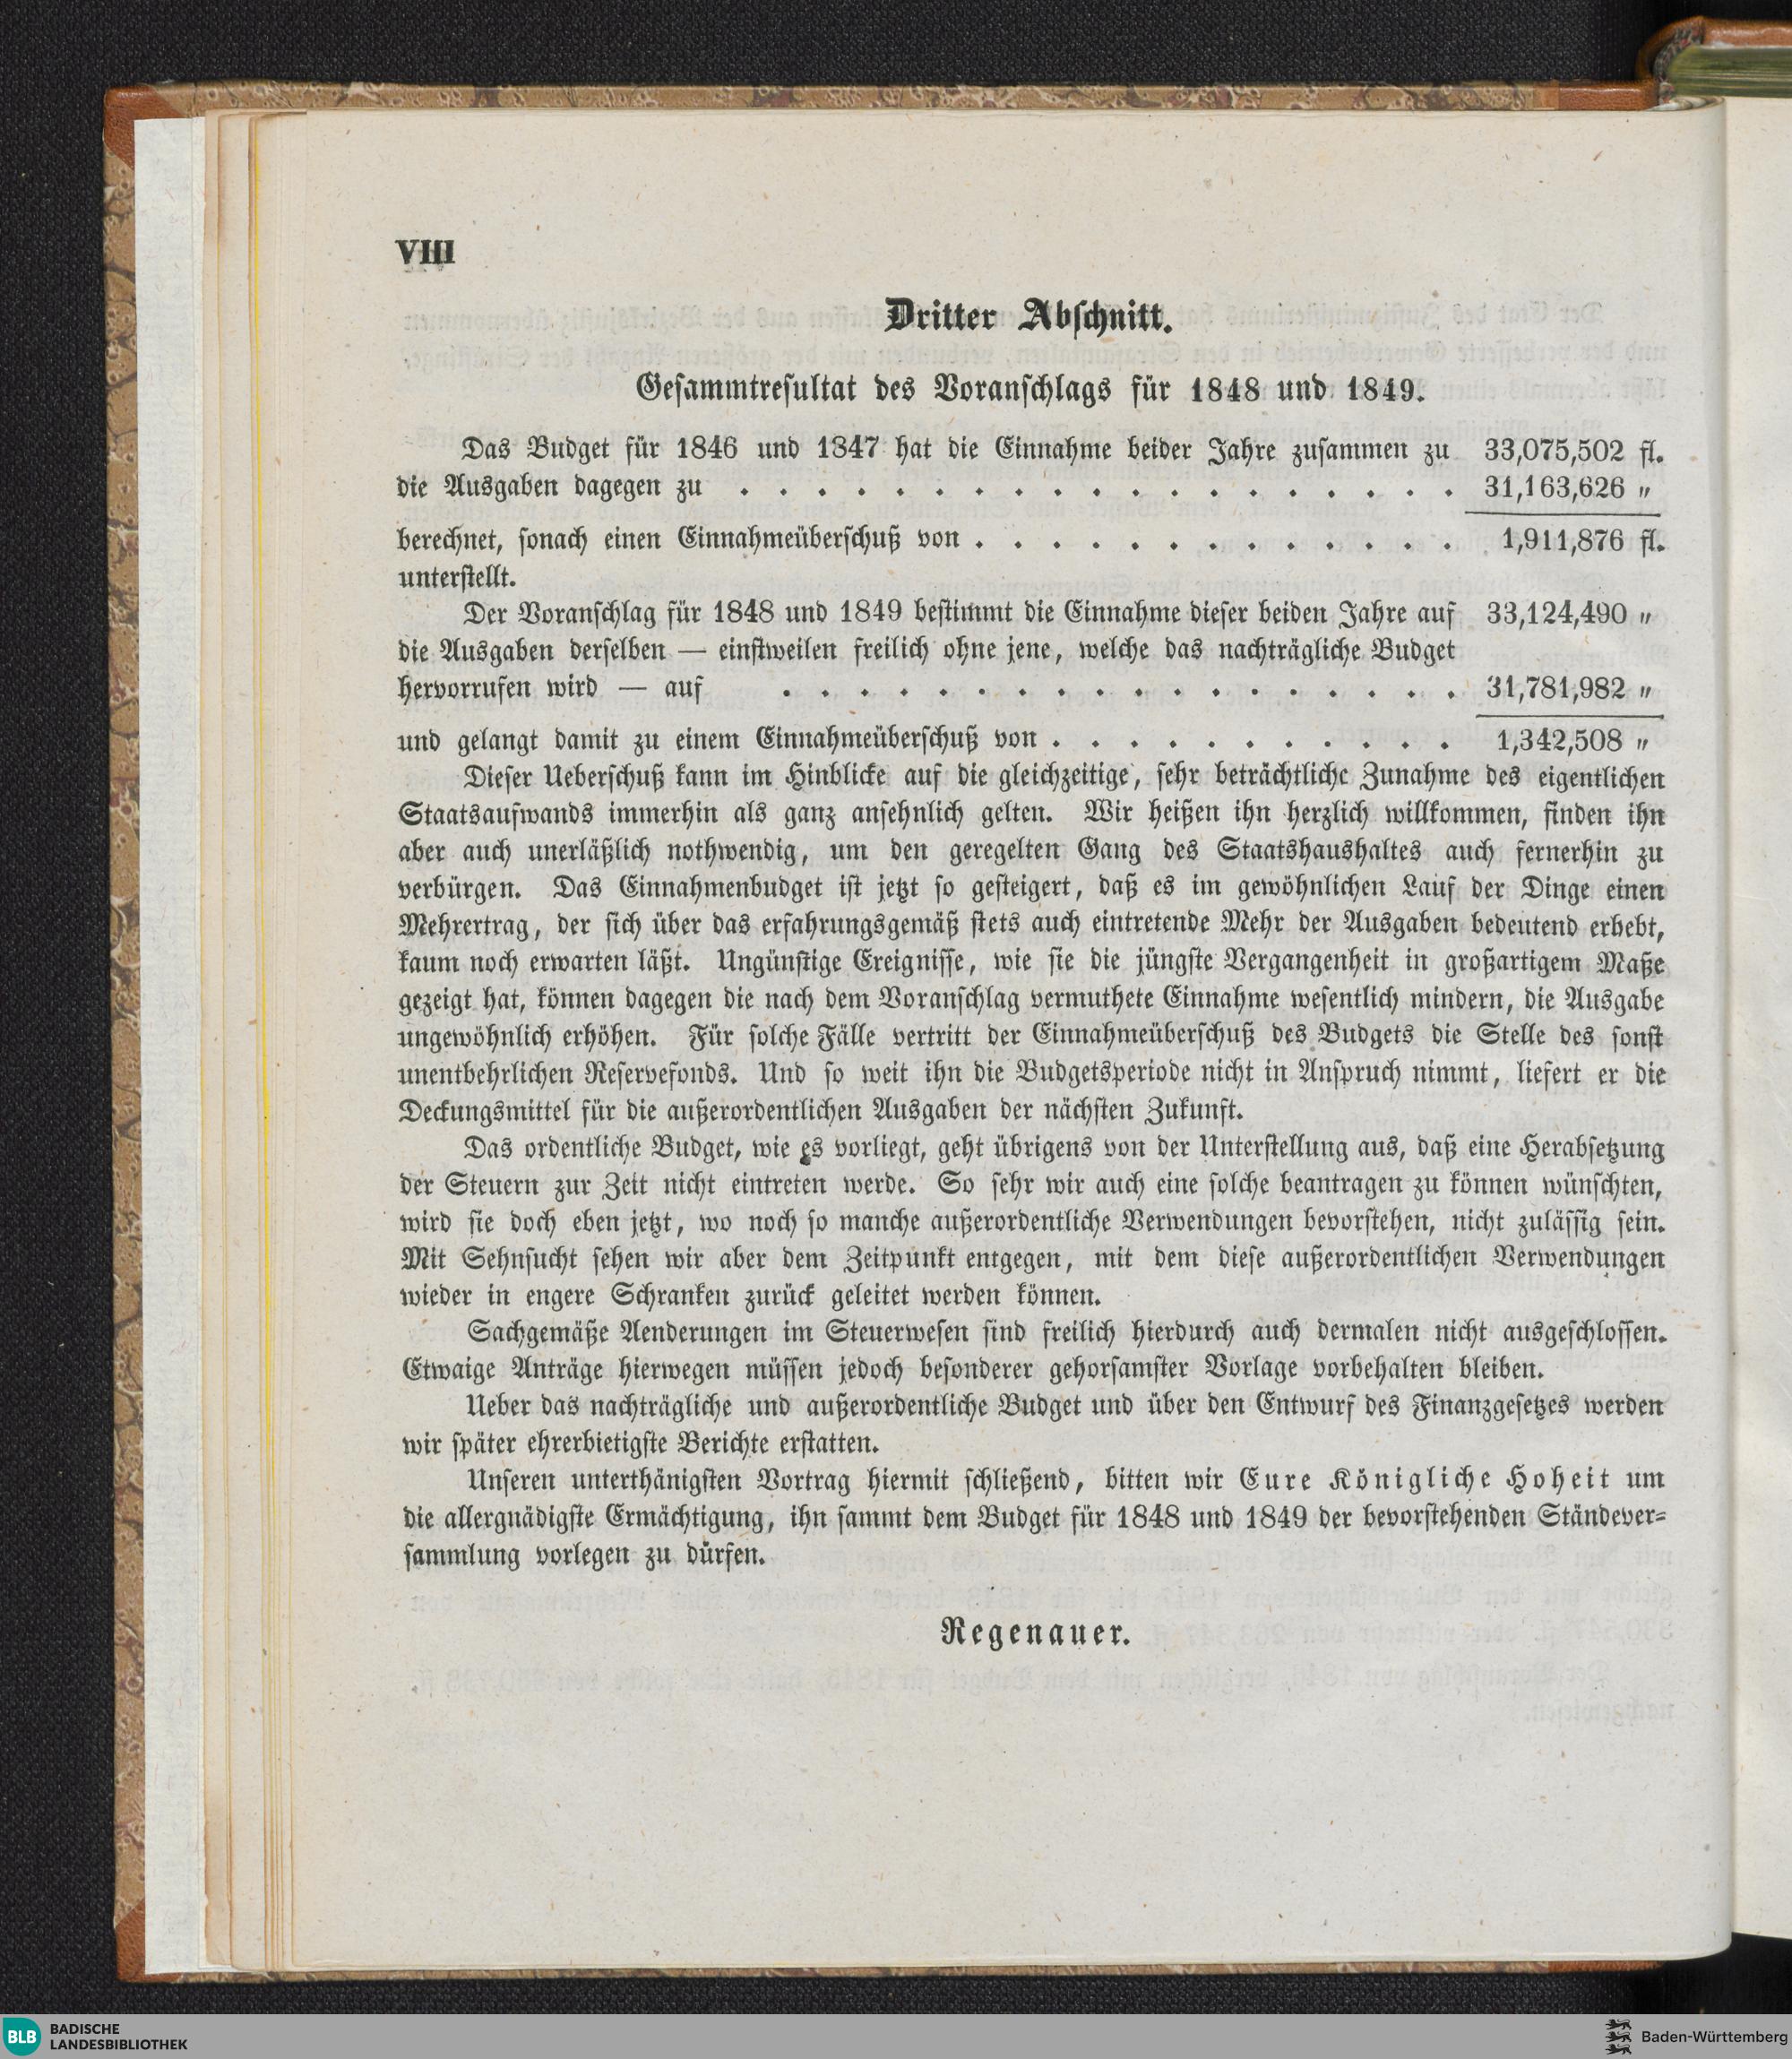 VIII
Dritter Abschnitt.
Gesammtresultat des Voranschlags für 1848 und 1849.
Das Budget für 1846 und 1847 hat die Einnahme beider Jahre zusammen zu 33,075,502 fl.
die Ausgaben dagegen zu . . . . . . . . . . . . . . . . . . . 31,163,626 „
berechnet, sonach einen Einnahmeüberschuß von . . . . . . . . . . . . . 1,911,876 fl.
unterstellt.
Der Voranschlag für 1848 und 1849 bestimmt die Einnahme dieser beiden Jahre auf 33,124,490 „
die Ausgaben derselben — einstweilen freilich ohne jene, welche das nachträgliche Budget
hervorrufen wird — auf . . . . . . . . . . . . . . . . . . 31,781,982 „
und gelangt damit zu einem Einnahmeüberschuß von . . . . . . . . . . . 1,342,508 „
Dieser Ueberschuß kann im Hinblicke auf die gleichzeitige, sehr beträchtliche Zunahme des eigentlichen
Staatsaufwands immerhin als ganz ansehnlich gelten. Wir heißen ihn herzlich willkommen, finden ihn
aber auch unerläßlich nothwendig, um den geregelten Gang des Staatshaushaltes auch fernerhin zu
verbürgen. Das Einnahmenbudget ist jetzt so gesteigert, daß es im gewöhnlichen Lauf der Dinge einen
Mehrertrag, der sich über das erfahrungsgemäß stets auch eintretende Mehr der Ausgaben bedeutend erhebt,
kaum noch erwarten läßt. Ungünstige Ereignisse, wie sie die jüngste Vergangenheit in großartigem Maße
gezeigt hat, können dagegen die nach dem Voranschlag vermuthete Einnahme wesentlich mindern, die Ausgabe
ungewöhnlich erhöhen. Für solche Fälle vertritt der Einnahmeüberschuß des Budgets die Stelle des sonst
unentbehrlichen Reservefonds. Und so weit ihn die Budgetsperiode nicht in Anspruch nimmt, liefert er die
Deckungsmittel für die außerordentlichen Ausgaben der nächsten Zukunft.
Das ordentliche Budget, wie es vorliegt, geht übrigens von der Unterstellung aus, daß eine Herabsetzung
der Steuern zur Zeit nicht eintreten werde. So sehr wir auch eine solche beantragen zu können wünschten,
wird sie doch eben jetzt, wo noch so manche außerordentliche Verwendungen bevorstehen, nicht zulässig sein.
Mit Sehnsucht sehen wir aber dem Zeitpunkt entgegen, mit dem diese außerordentlichen Verwendungen
wieder in engere Schranken zurück geleitet werden können.
Sachgemäße Aenderungen im Steuerwesen sind freilich hierdurch auch dermalen nicht ausgeschlossen.
Etwaige Anträge hierwegen müssen jedoch besonderer gehorsamster Vorlage vorbehalten bleiben.
Ueber das nachträgliche und außerordentliche Budget und über den Entwurf des Finanzgesetzes werden
wir später ehrerbietigste Berichte erstatten.
Unseren unterthänigsten Vortrag hiermit schließend, bitten wir Eure Königliche Hoheit um
die allergnädigste Ermächtigung, ihn sammt dem Budget für 1848 und 1849 der bevorstehenden Ständever-
sammlung vorlegen zu dürfen.
Regenauer.
BLB BADISCHE
LANDESBIBLIOTHEK
Baden-Württemberg